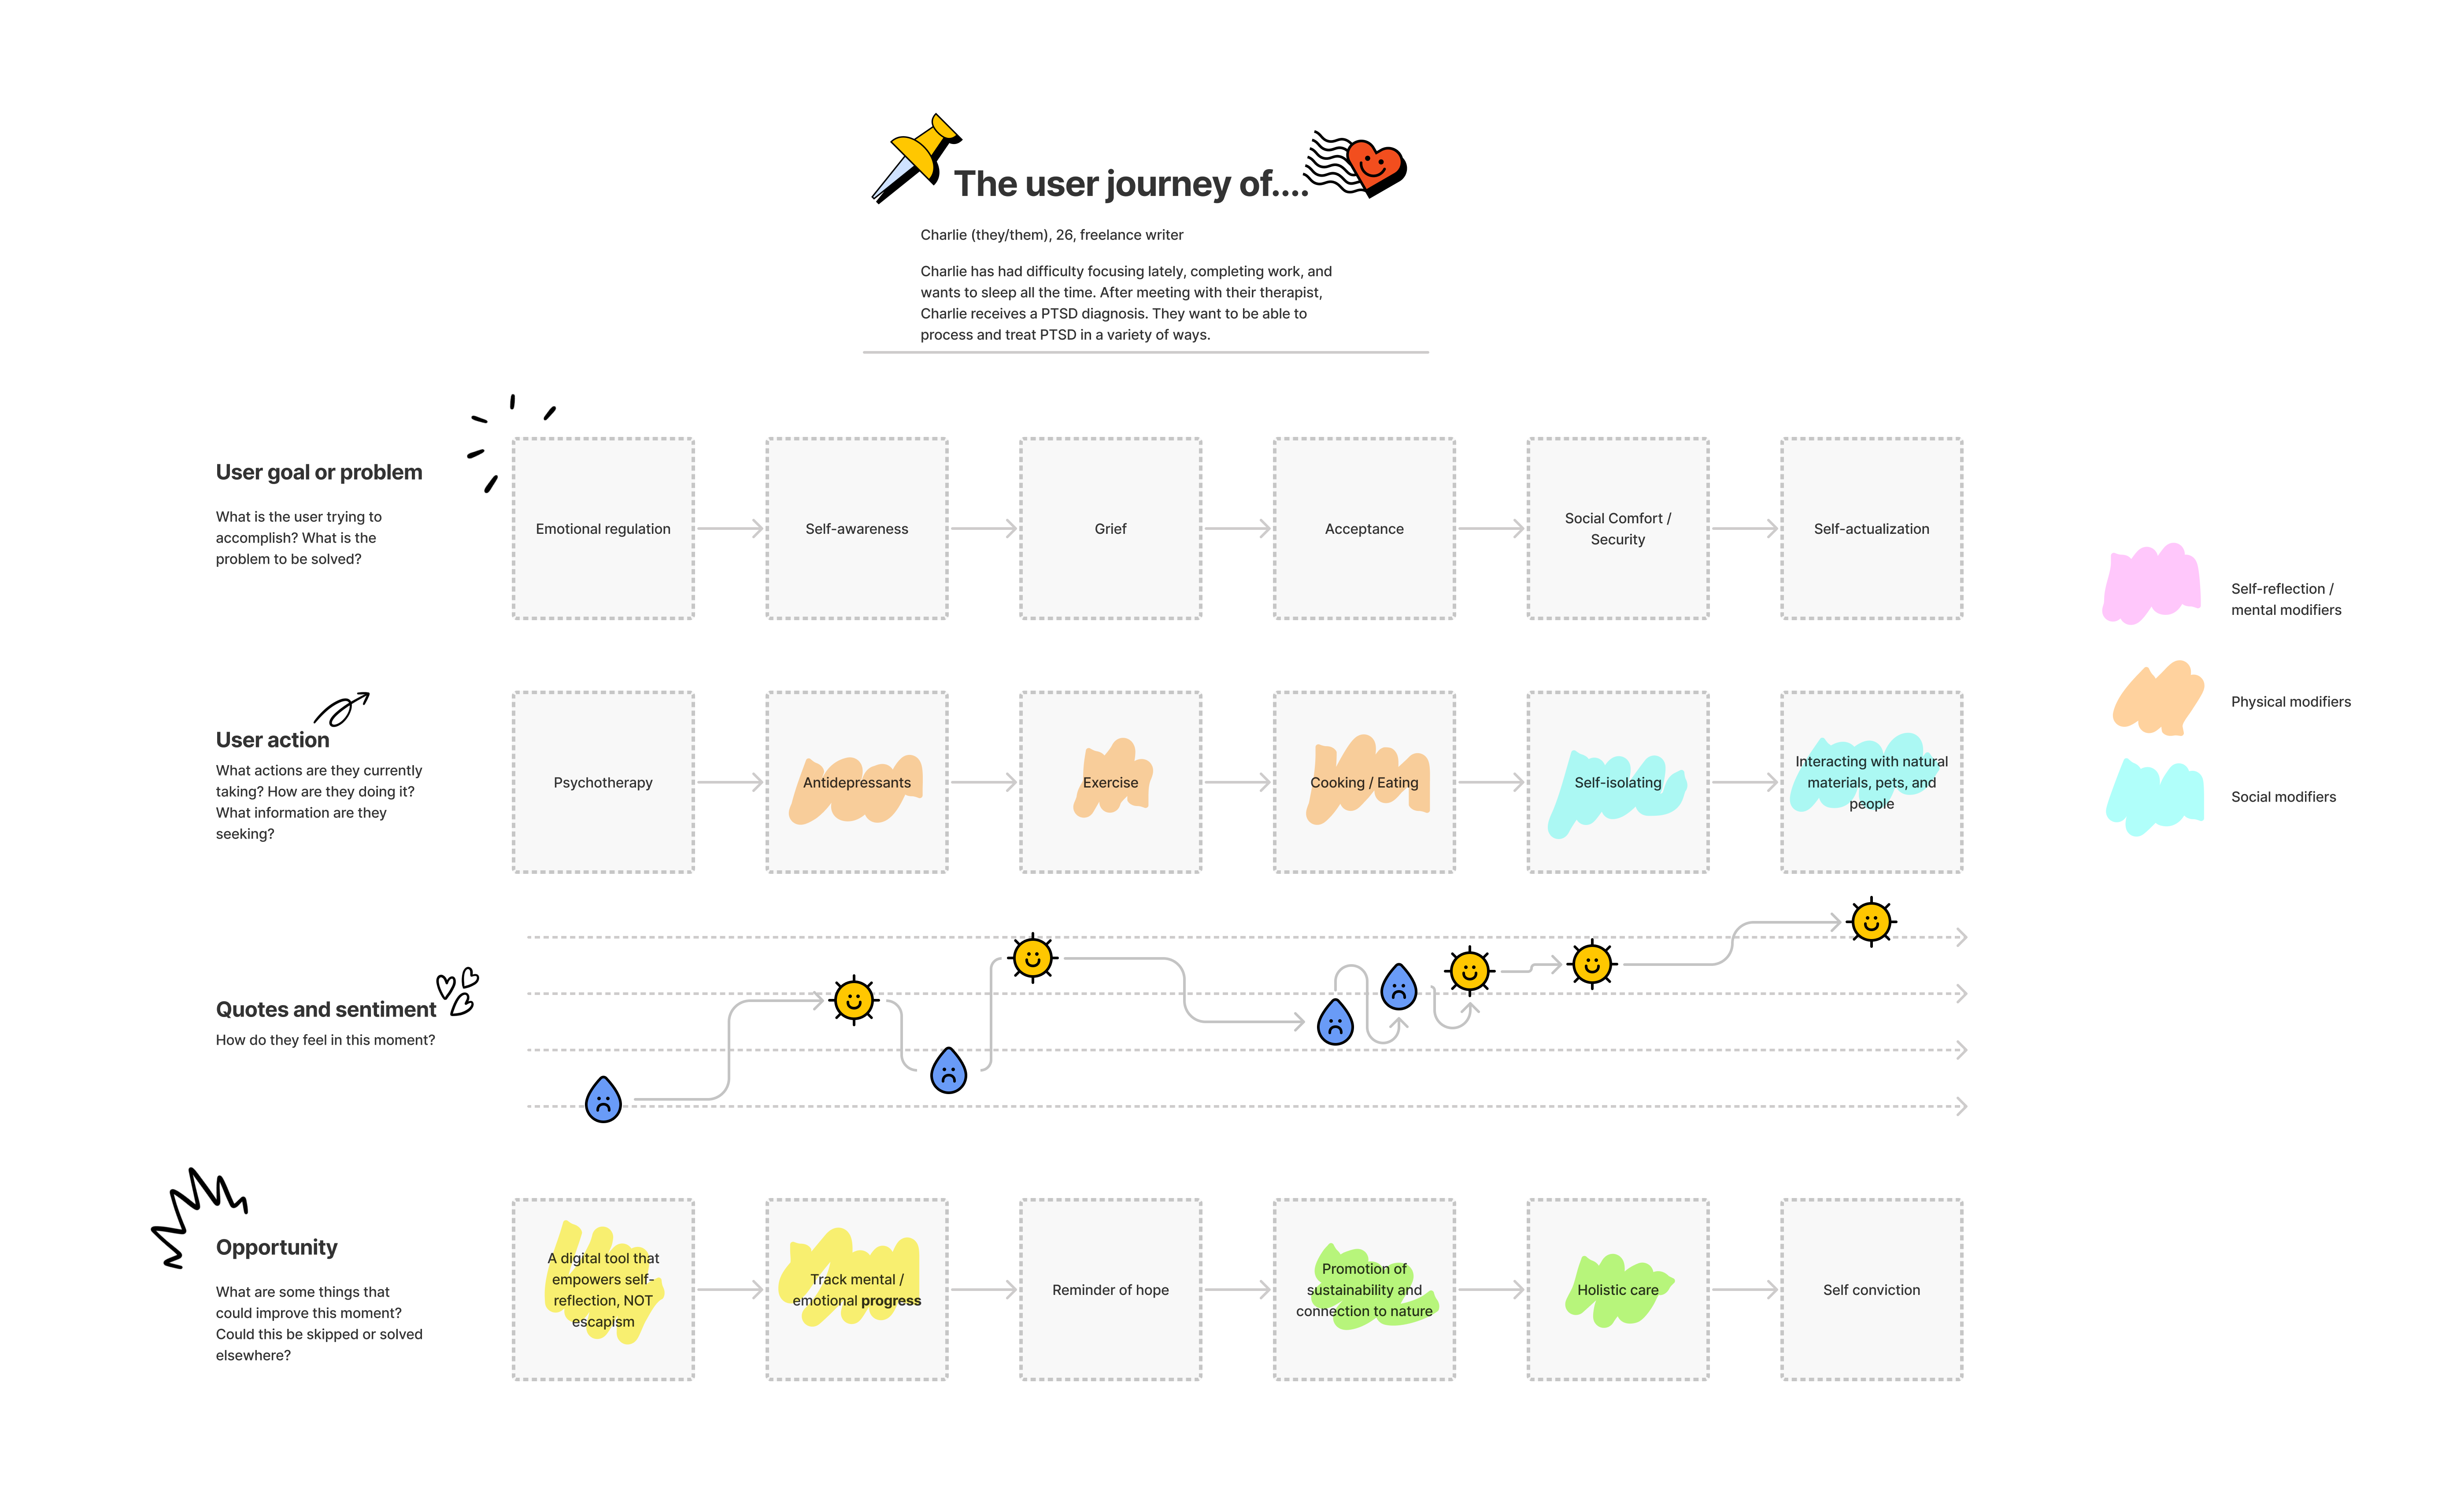 The user journey of....
Charlie (they/them), 26, freelance writer
Charlie has had difficulty focusing lately, completing work, and
wants to sleep all the time. After meeting with their therapist,
Charlie receives a PTSD diagnosis. They want to be able to
process and treat PTSD in a variety of ways.
User goal or problem
What is the user trying to
accomplish? What is the
problem to be solved?
Emotional regulation
Self-awareness
Grief
Acceptance
Social Comfort /
Security
Self-actualization
Self-reflection /
mental modifiers
Physical modifiers
Social modifiers
User action
What actions are they currently
taking? How are they doing it?
What information are they
seeking?
Psychotherapy
Antidepressants
Exercise
Cooking / Eating
Self-isolating
Interacting with natural
materials, pets, and
people
Quotes and sentiment
How do they feel in this moment?
Opportunity
What are some things that
could improve this moment?
Could this be skipped or solved
elsewhere?
A digital tool that
empowers self-
reflection, NOT
escapism
Track mental /
emotional progress
Reminder of hope
Promotion of
sustainability and
connection to nature
Holistic care
Self conviction